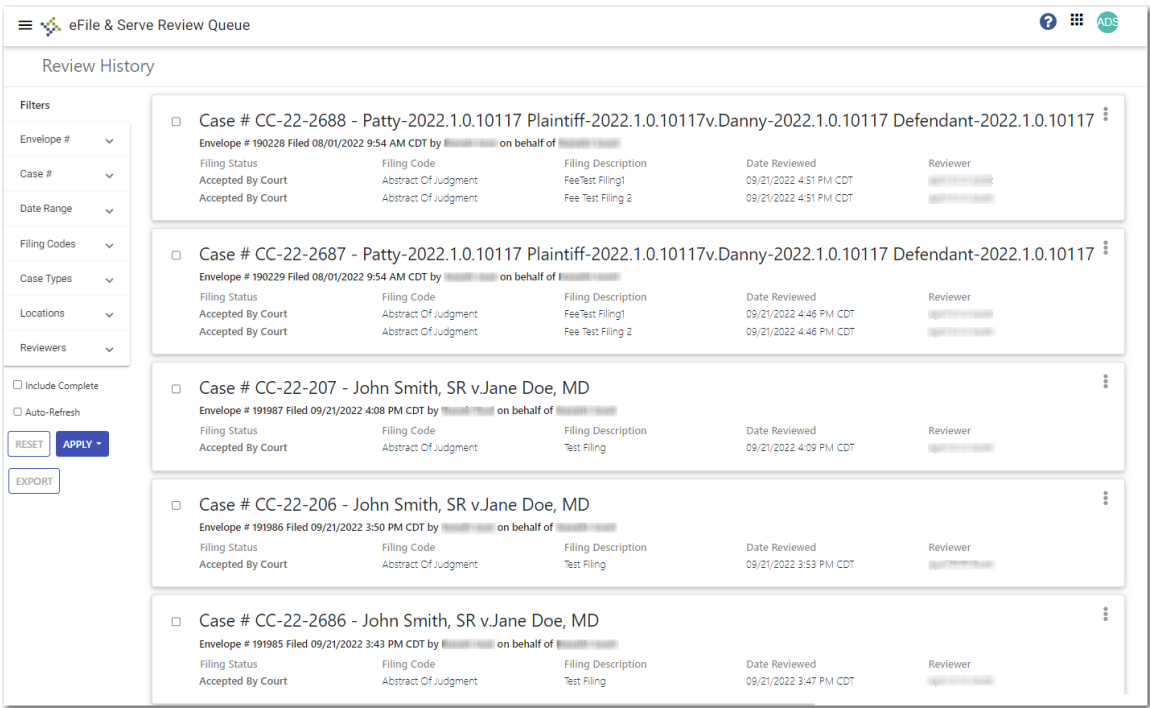 eFile & Serve Review Queue
?
ADS
Review History
Filters
Envelope #
Case #
Date Range
Filing Codes
Case Types
Locations
Reviewers
Include Complete
Auto-Refresh
RESET APPLY
EXPORT
Case # CC-22-2688 - Patty-2022.1.0.10117 Plaintiff-2022.1.0.10117v.Danny-2022.1.0.10117 Defendant-2022.1.0.10117
Envelope # 190228 Filed 08/01/2022 9:54 AM CDT by on behalf of
Filing Status Filing Code Filing Description Date Reviewed Reviewer
Accepted By Court Abstract Of Judgment FeeTest Filing1 09/21/2022 4:51 PM CDT
Accepted By Court Abstract Of Judgment Fee Test Filing 2 09/21/2022 4:51 PM CDT
Case # CC-22-2687 - Patty-2022.1.0.10117 Plaintiff-2022.1.0.10117v.Danny-2022.1.0.10117 Defendant-2022.1.0.10117
Envelope # 190229 Filed 08/01/2022 9:54 AM CDT by on behalf of
Filing Status Filing Code Filing Description Date Reviewed Reviewer
Accepted By Court Abstract Of Judgment FeeTest Filing1 09/21/2022 4:46 PM CDT
Accepted By Court Abstract Of Judgment Fee Test Filing 2 09/21/2022 4:46 PM CDT
Case # CC-22-207 - John Smith, SR v.Jane Doe, MD
Envelope # 191987 Filed 09/21/2022 4:08 PM CDT by on behalf of
Filing Status Filing Code Filing Description Date Reviewed Reviewer
Accepted By Court Abstract Of Judgment Test Filing 09/21/2022 4:09 PM CDT
Case # CC-22-206 - John Smith, SR v.Jane Doe, MD
Envelope # 191986 Filed 09/21/2022 3:50 PM CDT by on behalf of
Filing Status Filing Code Filing Description Date Reviewed Reviewer
Accepted By Court Abstract Of Judgment Test Filing 09/21/2022 3:53 PM CDT
Case # CC-22-2686 - John Smith, SR v.Jane Doe, MD
Envelope # 191985 Filed 09/21/2022 3:43 PM CDT by on behalf of
Filing Status Filing Code Filing Description Date Reviewed Reviewer
Accepted By Court Abstract Of Judgment Test Filing 09/21/2022 3:47 PM CDT